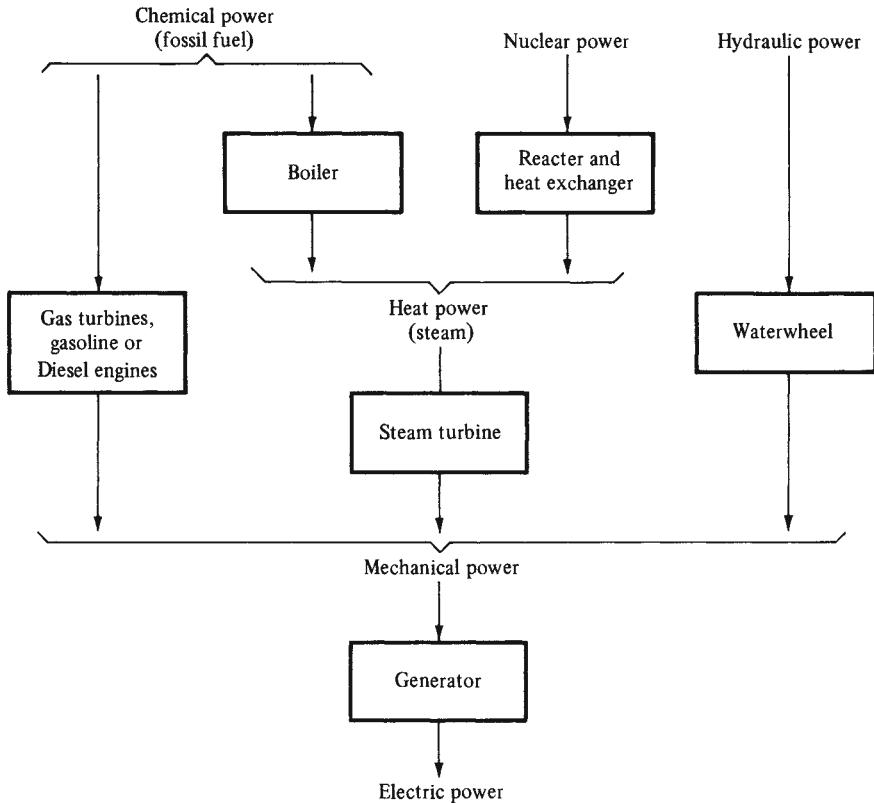 Chemical power
(fossil fuel)
Nuclear power
Hydraulic power
Boiler
Reacter and
heat exchanger
Heat power
(steam)
Gas turbines,
gasoline or
Diesel engines
Waterwheel
Steam turbine
Mechanical power
Generator
Electric power